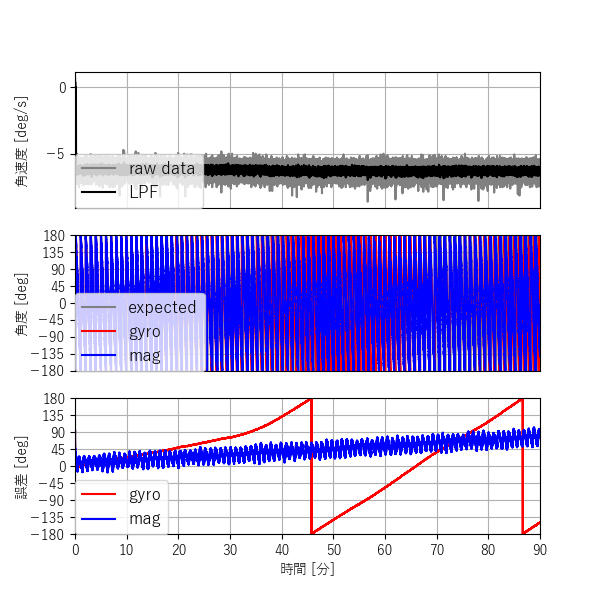 0
−5
角速度 [deg/s]
raw data
LPF
180
135
90
45
0
−45
−90
−135
−180
角度 [deg]
expected
gyro
mag
180
135
90
45
0
−45
−90
−135
−180
誤差 [deg]
gyro
mag
0 10 20 30 40 50 60 70 80 90
時間 [分]